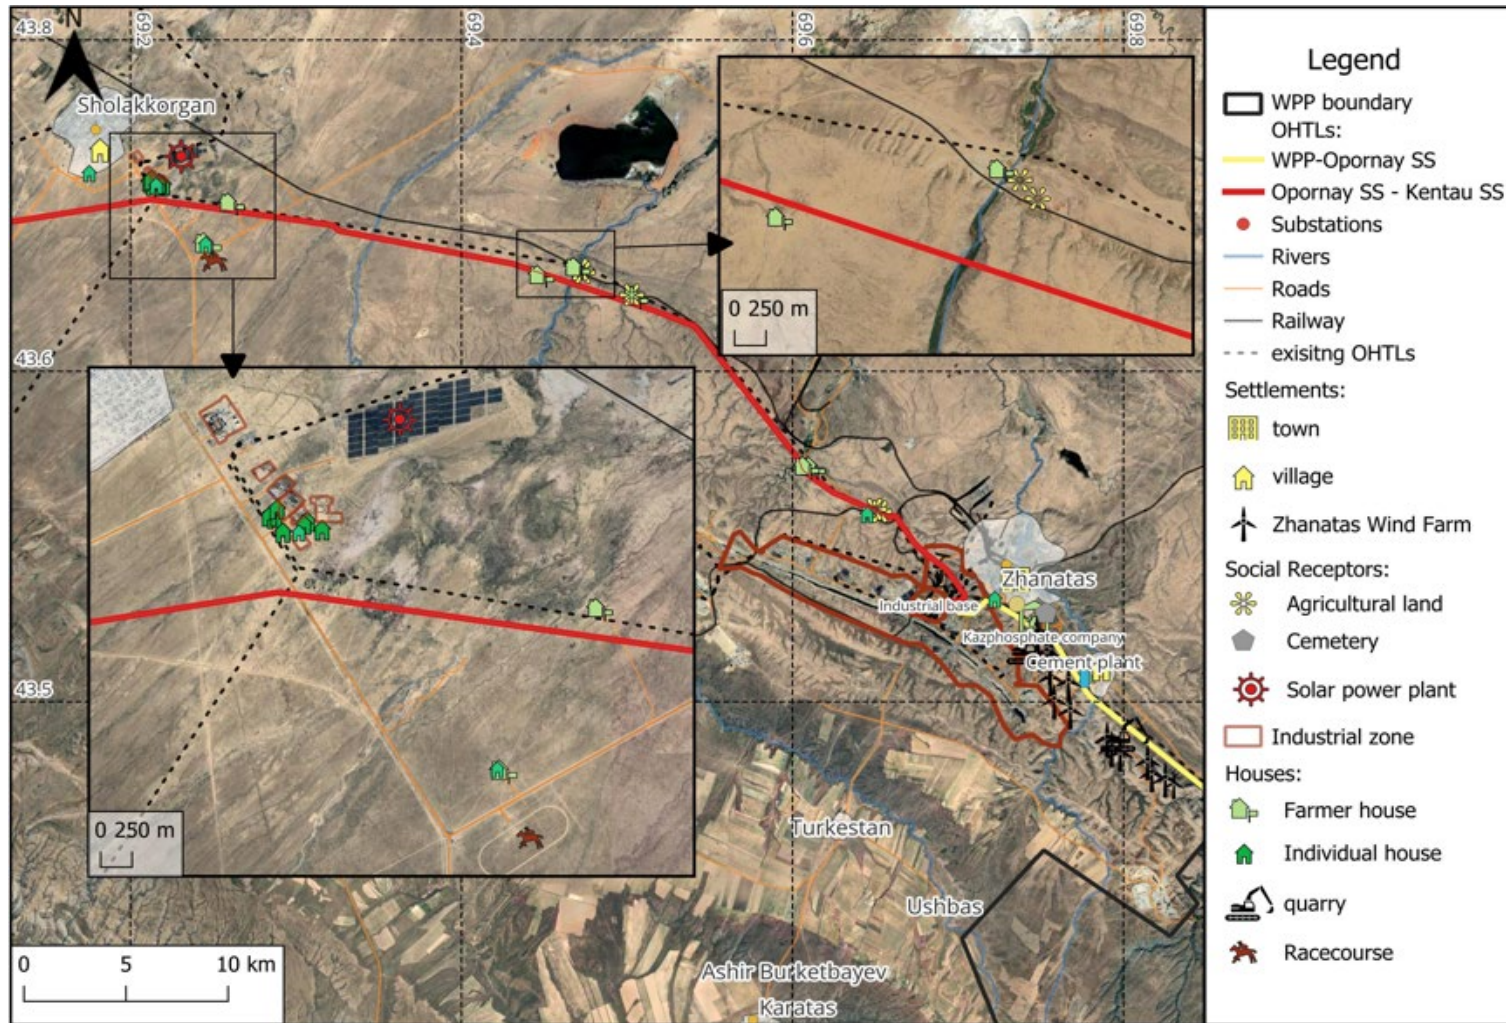 N
43.8
69.2
69.4
69.6
69.8
Sholakkorgan
0 250 m
43.6
0 250 m
Zhanatas
Industrial base
Kazphosphate company
Cement plant
43.5
Turkestan
Ushbas
Ashir Burketbayev
Karatas
0 5 10 km
Legend
WPP boundary
OHTLs:
WPP-Opornay SS
Opornay SS - Kentau SS
Substations
Rivers
Roads
Railway
exisitng OHTLs
Settlements:
town
village
Zhanatas Wind Farm
Social Receptors:
Agricultural land
Cemetery
Solar power plant
Industrial zone
Houses:
Farmer house
Individual house
quarry
Racecourse